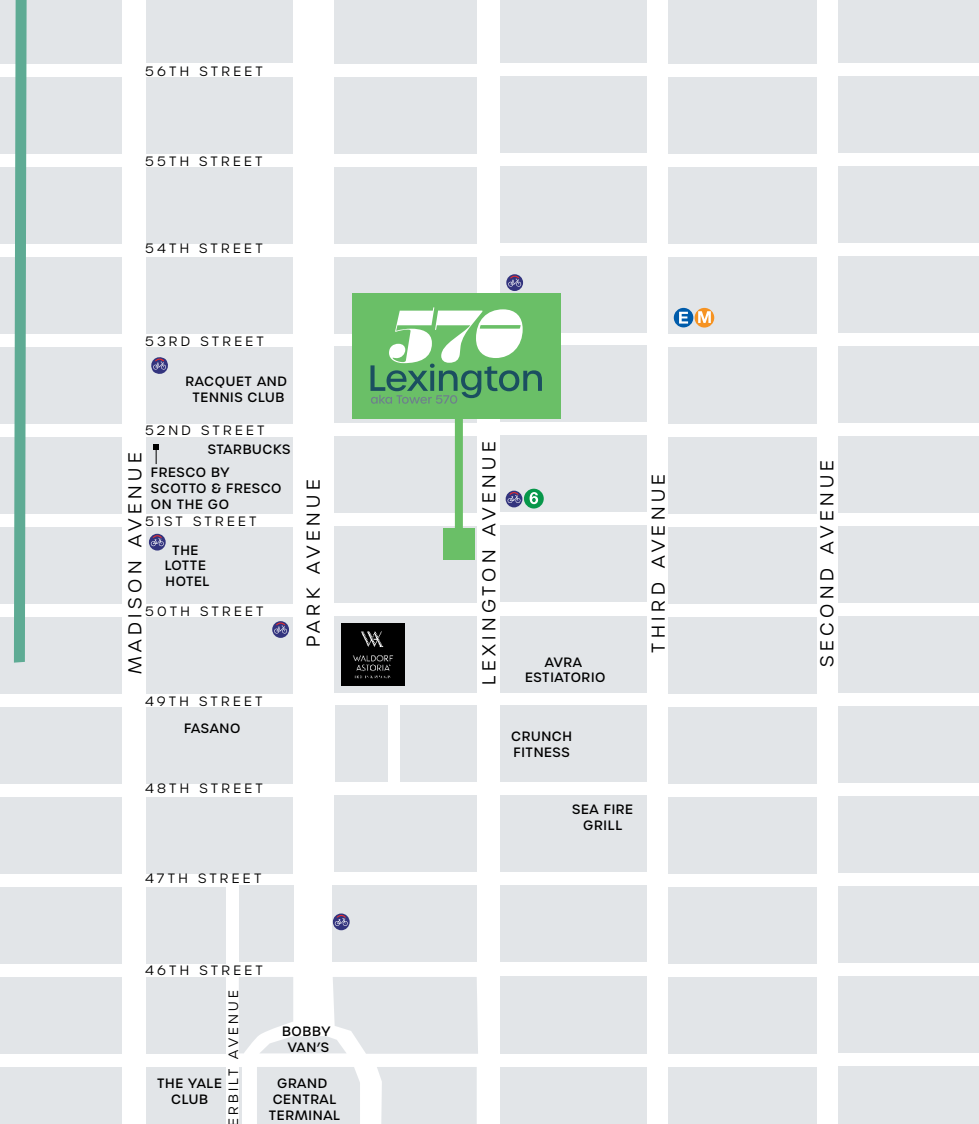 56TH STREET
55TH STREET
54TH STREET
570
Lexington
aka Tower 570
E M
53RD STREET
RACQUET AND
TENNIS CLUB
52ND STREET
STARBUCKS
FRESCO BY
SCOTTO & FRESCO
ON THE GO
6
51ST STREET
THE
LOTTE
HOTEL
MADISON AVENUE
PARK AVENUE
LEXINGTON AVENUE
THIRD AVENUE
SECOND AVENUE
50TH STREET
WALDORF
ASTORIA
AVRA
ESTIATORIO
49TH STREET
FASANO
CRUNCH
FITNESS
48TH STREET
SEA FIRE
GRILL
47TH STREET
46TH STREET
ERBILT AVENUE
BOBBY
VAN'S
THE YALE
CLUB
GRAND
CENTRAL
TERMINAL